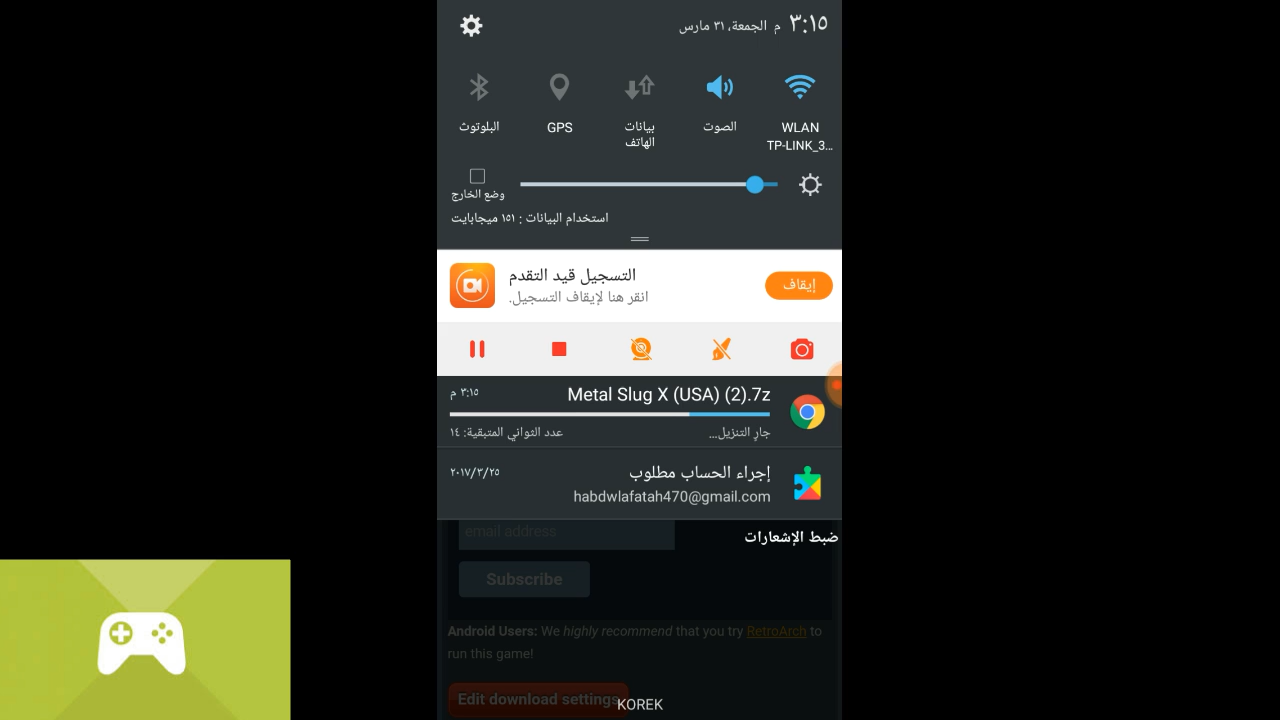 ٣:١٥ م الجمعة، ٣١ مارس
WLAN TP-LINK_3...
الصوت
بيانات الهاتف
GPS
البلوتوث
وضع الخارج
استخدام البيانات : ١٥١ ميجابايت
التسجيل قيد التقدم
انقر هنا لإيقاف التسجيل.
إيقاف
Metal Slug X (USA) (2).7z
٣:١٥ م
جارٍ التنزيل...
عدد الثواني المتبقية: ١٤
إجراء الحساب مطلوب
٢٠١٧/٣/٢٥
habdwlafatah470@gmail.com
ضبط الإشعارات
email address
Subscribe
Android Users: We highly recommend that you try RetroArch to
run this game!
Edit download settings
KOREK